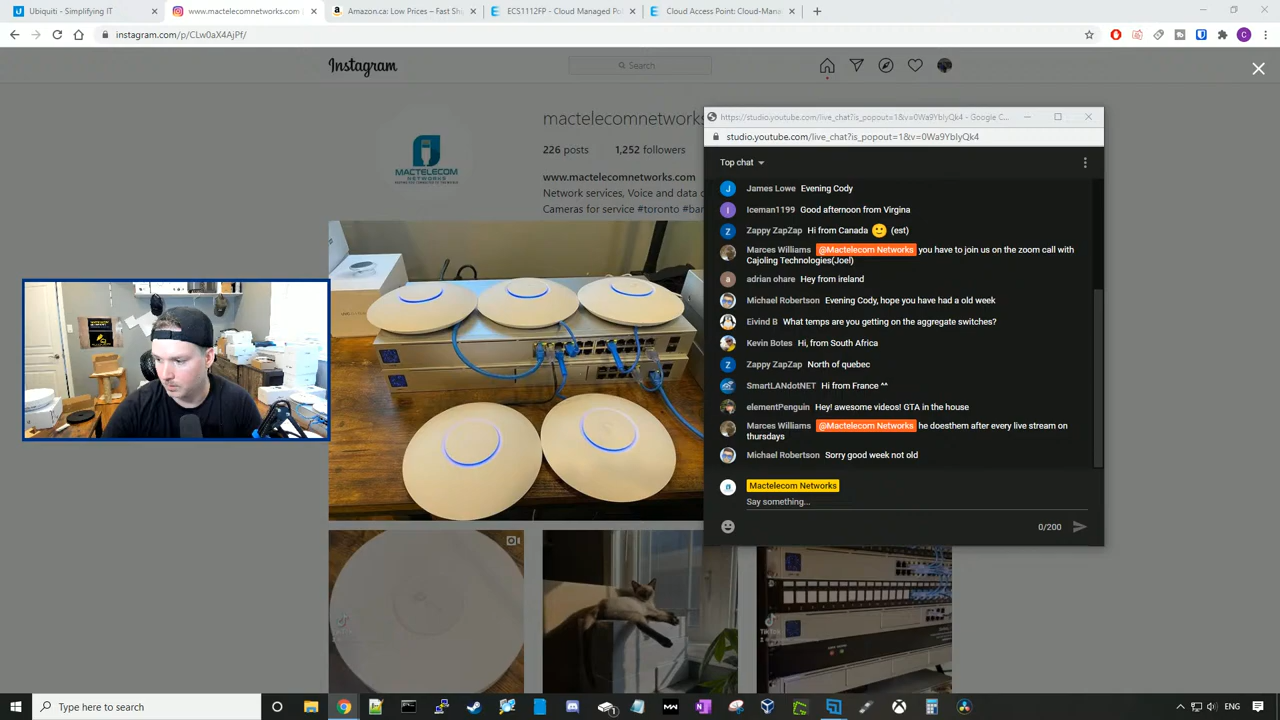 Ubiquiti - Simplifying IT
www.mactelecomnetworks.com
Amazon.ca: Low Prices – Fast Sh
ECS1112FP - Cloud Managed Po
Cloud Access Point: Cloud-Mana
instagram.com/p/CLw0aX4AjPf/
C
Instagram
Search
mactelecomnetworks
226 posts
1,252 followers
www.mactelecomnetworks.com
Network services, Voice and data c
Cameras for service #toronto #bar
MACTELECOM
NETWORKS
https://studio.youtube.com/live_chat?is_popout=1&v=0Wa9YblyQk4 - Google C...
studio.youtube.com/live_chat?is_popout=1&v=0Wa9YblyQk4
Top chat
J James Lowe Evening Cody
I Iceman1199 Good afternoon from Virgina
Z Zappy ZapZap Hi from Canada (est)
Marces Williams @Mactelecom Networks you have to join us on the zoom call with
Cajoling Technologies(Joel)
a adrian ohare Hey from ireland
Michael Robertson Evening Cody, hope you have had a old week
Eivind B What temps are you getting on the aggregate switches?
Kevin Botes Hi, from South Africa
Z Zappy ZapZap North of quebec
SmartLANdotNET Hi from France ^^
elementPenguin Hey! awesome videos! GTA in the house
Marces Williams @Mactelecom Networks he doesthem after every live stream on
thursdays
Michael Robertson Sorry good week not old
Mactelecom Networks
Say something...
0/200
TikTok
TikTok
Type here to search
ENG